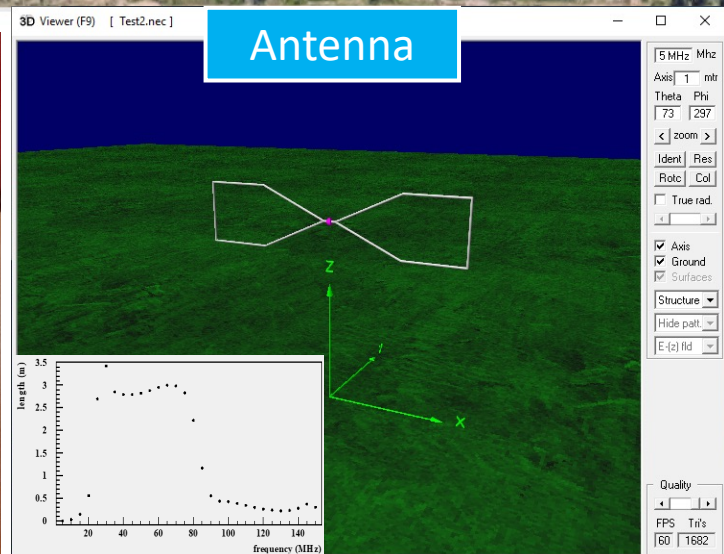 3D Viewer (F9) [ Test2.nec ]
Antenna
5 MHz Mhz
Axis 1 mtr
Theta Phi
73 297
< zoom >
Ident Res
Rotc Col
True rad.
Axis
Ground
Surfaces
Structure
Hide patt.
E-(z) fld
Z
Y
X
length (m)
3.5
3
2.5
2
1.5
1
0.5
0
20 40 60 80 100 120 140
frequency (MHz)
Quality
FPS Tri's
60 1682